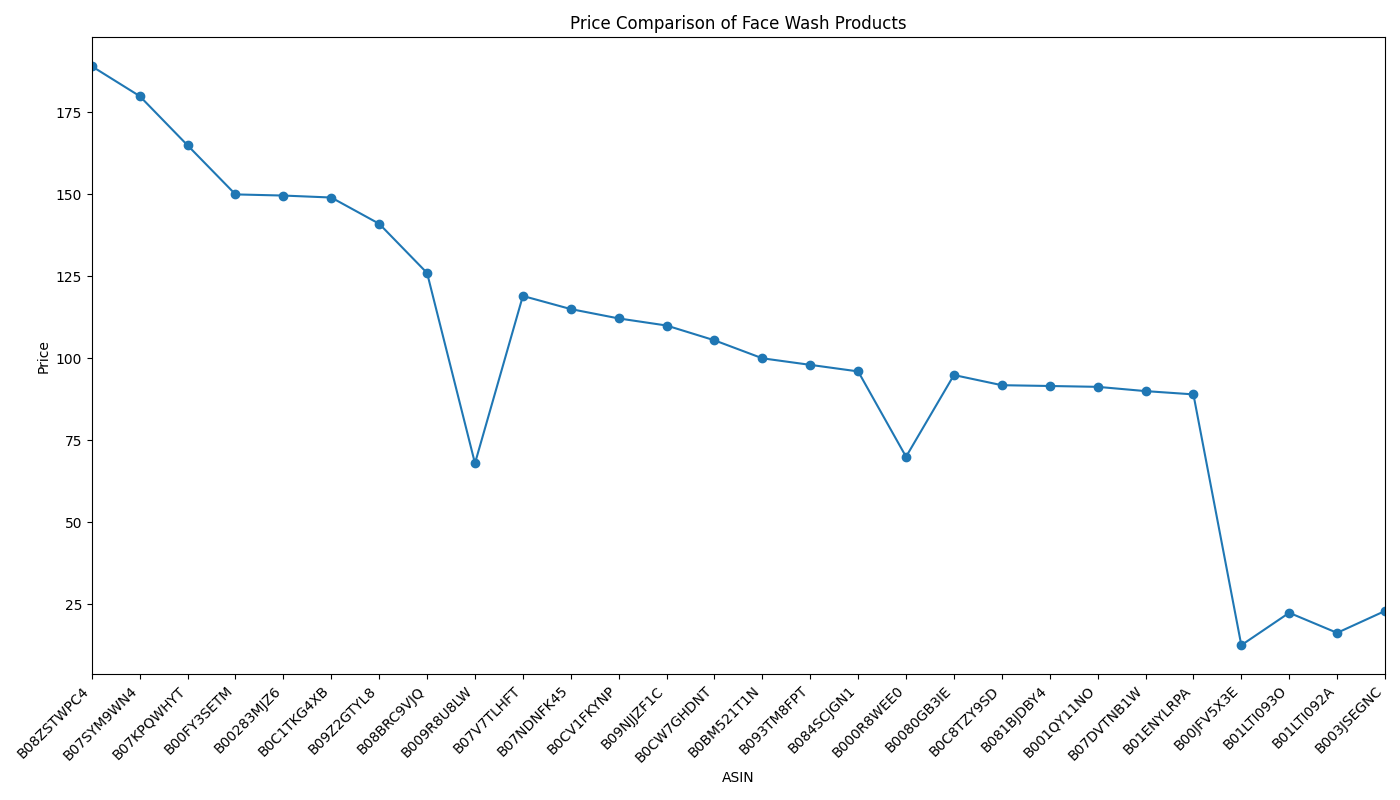 Price Comparison of Face Wash Products
Price
175
150
125
100
75
50
25
B08ZSTWPC4
B07SYM9WN4
B07KPQWHYT
B00FY3SETM
B00283MJZ6
B0C1TKG4XB
B09Z2GTYL8
B08BRC9VJQ
B009R8U8LW
B07V7TLHFT
B07NDNFK45
B0CV1FKYNP
B09NJJZF1C
B0CW7GHDNT
B0BM521T1N
B093TM8FPT
B084SCJGN1
B000R8WEE0
B0080GB3IE
B0C8TZY9SD
B081BJDBY4
B001QY11NO
B07DVTNB1W
B01ENYLRPA
B00JFV5X3E
B01LTI093O
B01LTI092A
B003JSEGNC
ASIN